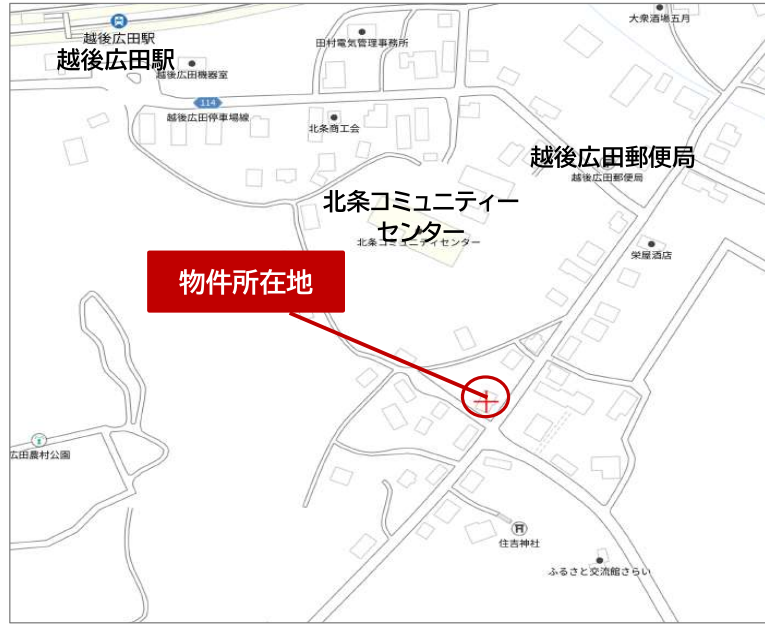 大衆酒場五月
越後広田駅
越後広田駅
田村電気管理事務所
越後広田機器室
114
越後広田停車場線
北条商工会
越後広田郵便局
越後広田郵便局
北条コミュニティー
センター
北条コミュニティセンター
栄屋酒店
物件所在地
広田農村公園
住吉神社
ふるさと交流館さらい